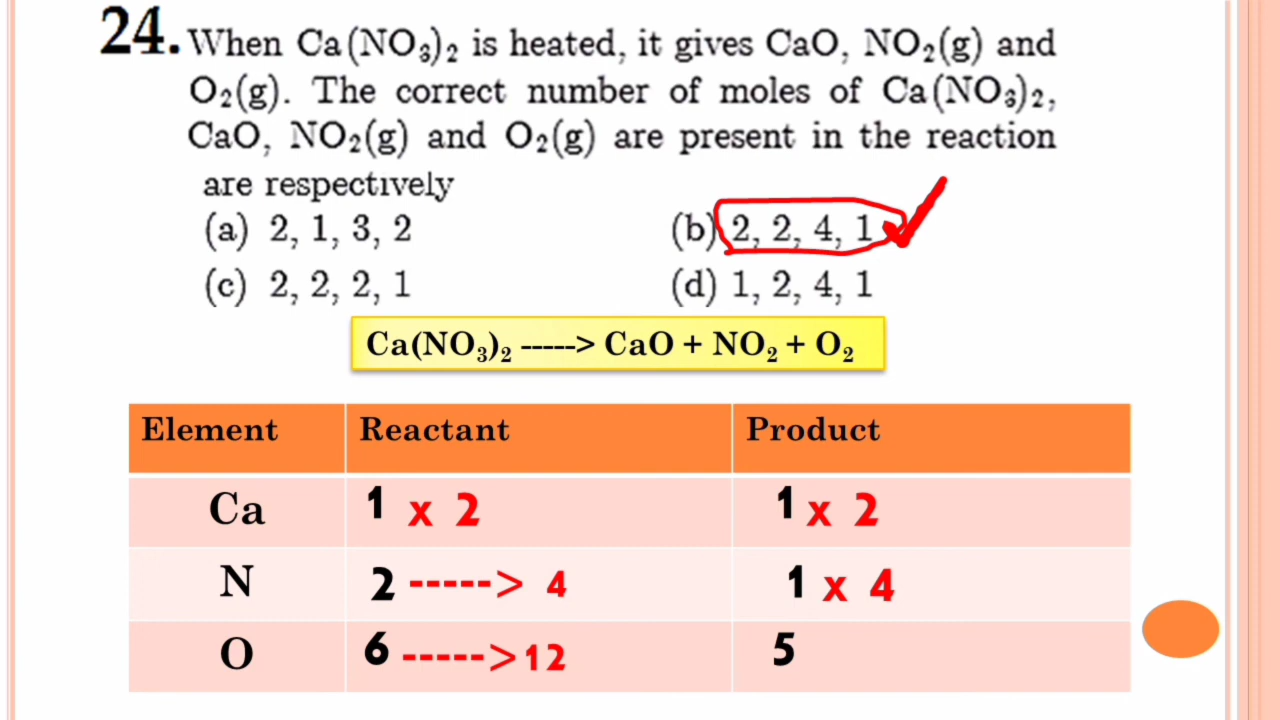 24. When Ca(NO₃)₂ is heated, it gives CaO, NO₂(g) and
O₂(g). The correct number of moles of Ca(NO₃)₂,
CaO, NO₂(g) and O₂(g) are present in the reaction
are respectively
(a) 2, 1, 3, 2 (b) 2, 2, 4, 1
(c) 2, 2, 2, 1 (d) 1, 2, 4, 1
Ca(NO₃)₂ -----> CaO + NO₂ + O₂
Element Reactant Product
Ca 1 x 2 1 x 2
N 2 -----> 4 1 x 4
O 6 ----->12 5